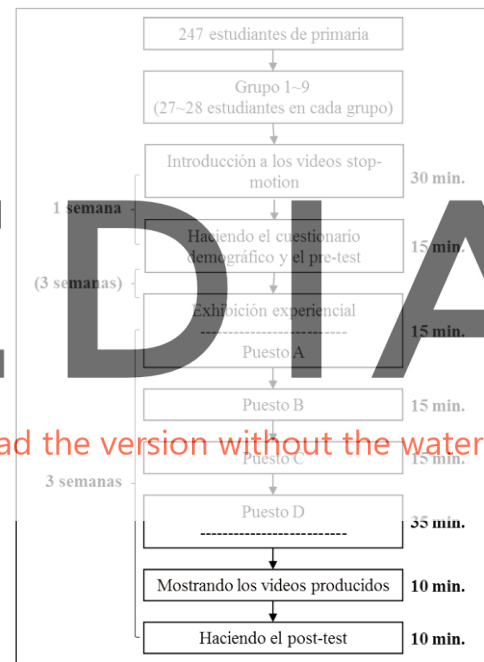 247 estudiantes de primaria
Grupo 1~9
(27~28 estudiantes en cada grupo)
Introducción a los videos stop-
motion
30 min.
1 semana
Haciendo el cuestionario
demográfico y el pre-test
15 min.
(3 semanas)
Exhibición experiencial
Puesto A
15 min.
Puesto B
15 min.
ad the version without the water
Puesto C
15 min.
3 semanas
Puesto D
35 min.
Mostrando los videos producidos
10 min.
Haciendo el post-test
10 min.
EDIA